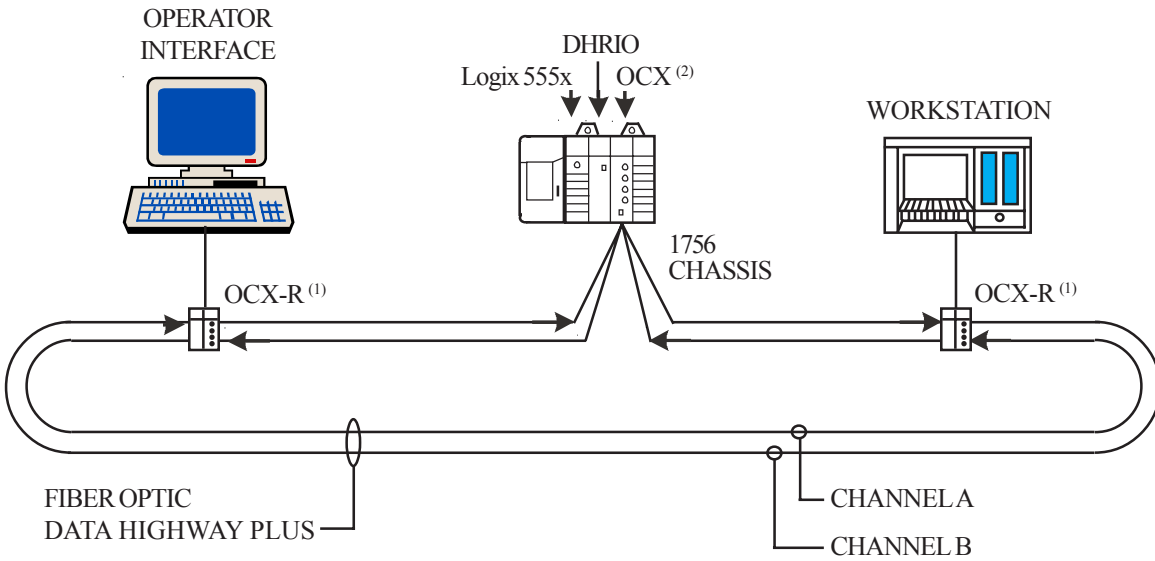 OPERATOR
INTERFACE
DHRIO
Logix 555x
OCX (2)
WORKSTATION
1756
CHASSIS
OCX-R (1)
OCX-R (1)
FIBER OPTIC
DATA HIGHWAY PLUS
CHANNEL A
CHANNEL B